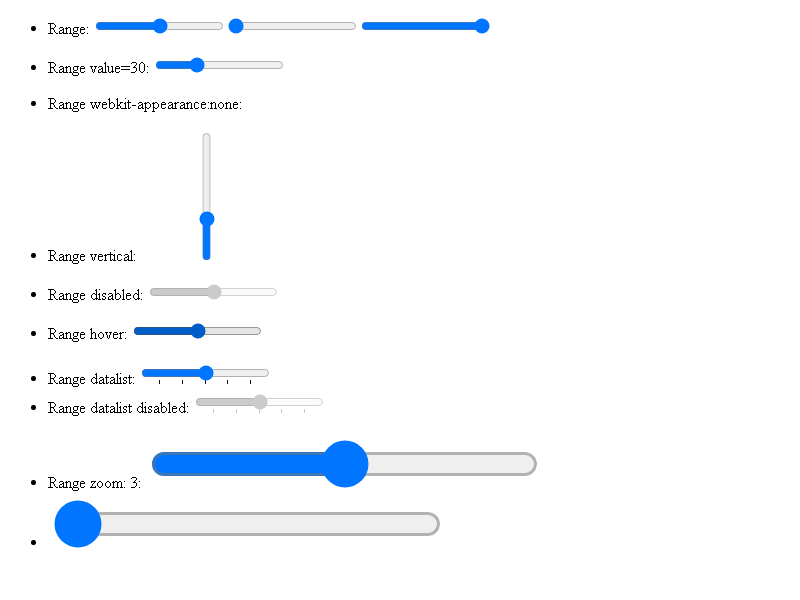 Range:
Range value=30:
Range webkit-appearance:none:
Range vertical:
Range disabled:
Range hover:
Range datalist:
Range datalist disabled:
Range zoom: 3: